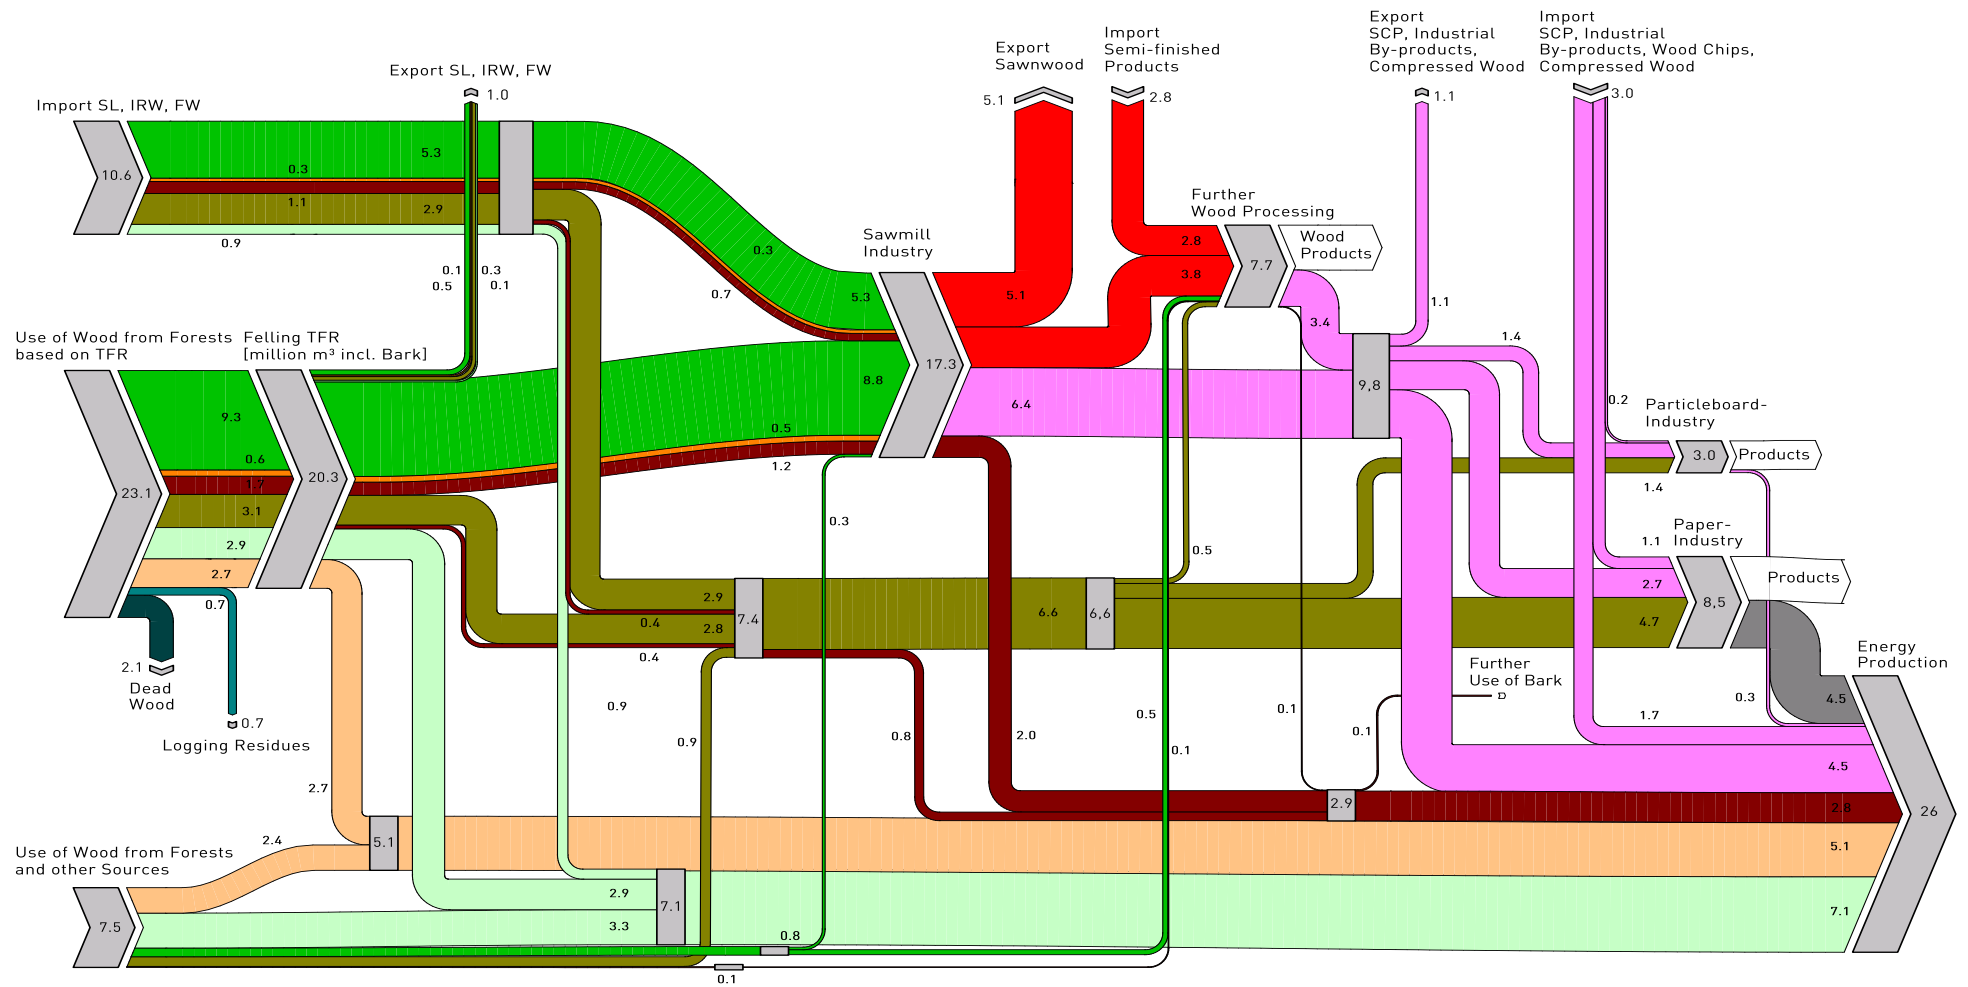 Export
SCP, Industrial
By-products,
Compressed Wood
Import
SCP, Industrial
By-products, Wood Chips,
Compressed Wood
Import
Semi-finished
Products
Export
Sawnwood
Export SL, IRW, FW
Import SL, IRW, FW
1.0
5.1
2.8
1.1
3.0
10.6
5.3
0.3
1.1
2.9
0.9
0.1
0.3
0.5
0.1
Sawmill
Industry
0.3
0.7
5.3
8.8
17.3
5.1
Further
Wood Processing
Wood
Products
2.8
3.8
7.7
3.4
1.1
1.4
9,8
6.4
0.2
Particleboard-
Industry
3.0
Products
1.4
Use of Wood from Forests
based on TFR
Felling TFR
[million m³ incl. Bark]
9.3
0.6
1.7
23.1
3.1
2.9
2.7
0.7
20.3
0.5
1.2
2.1
Dead
Wood
0.7
Logging Residues
0.3
0.5
2.9
0.4
2.8
0.4
7.4
6.6
6,6
1.1
Paper-
Industry
2.7
4.7
8,5
Products
Energy
Production
Further
Use of Bark
0.9
0.9
0.8
2.0
0.5
0.1
0.1
0.1
1.7
0.3
4.5
4.5
2.8
2.9
26
2.7
2.4
5.1
5.1
Use of Wood from Forests
and other Sources
7.5
2.9
3.3
7.1
7.1
0.8
0.1